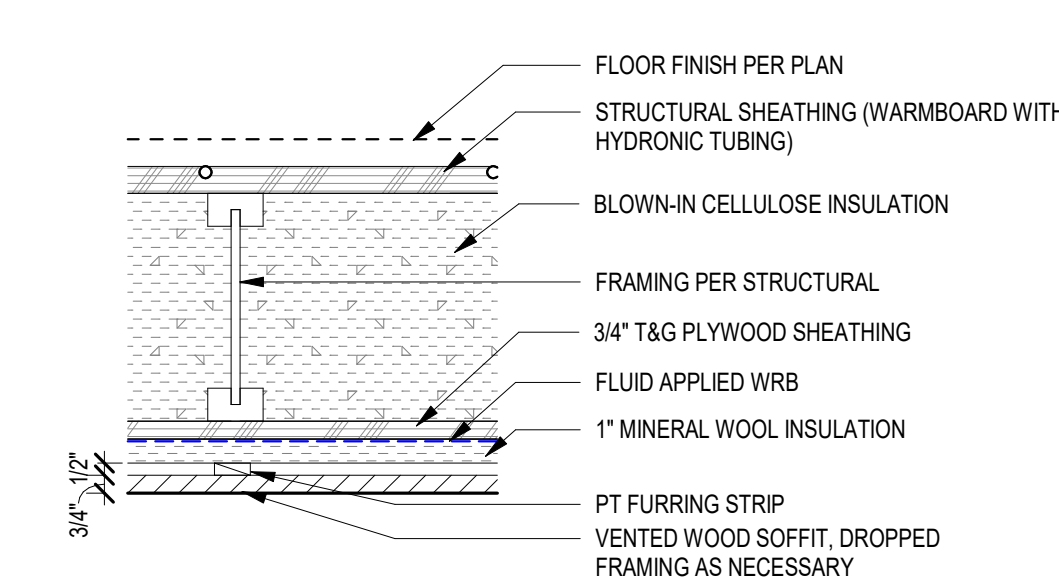 FLOOR FINISH PER PLAN
STRUCTURAL SHEATHING (WARMBOARD WITH
HYDRONIC TUBING)
BLOWN-IN CELLULOSE INSULATION
FRAMING PER STRUCTURAL
3/4" T&G PLYWOOD SHEATHING
FLUID APPLIED WRB
1" MINERAL WOOL INSULATION
1/2"
3/4"
PT FURRING STRIP
VENTED WOOD SOFFIT, DROPPED
FRAMING AS NECESSARY